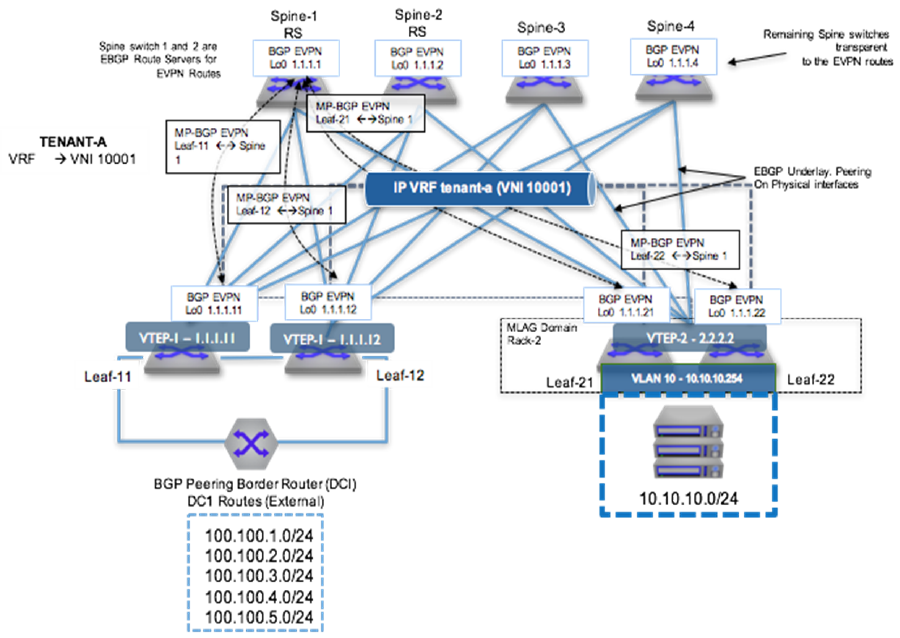 Spine-1
RS
Spine-2
RS
Spine-3
Spine-4
Remaining Spine switches
transparent
to the EVPN routes
Spine switch 1 and 2 are
EBGP Route Servers for
EVPN Routes
BGP EVPN
Lo0 1.1.1.1
BGP EVPN
Lo0 1.1.1.2
BGP EVPN
Lo0 1.1.1.3
BGP EVPN
Lo0 1.1.1.4
MP-BGP EVPN
Leaf-21 ←→Spine 1
MP-BGP EVPN
Leaf-11 ←→Spine
1
TENANT-A
VRF → VNI 10001
EBGP Underlay. Peering
On Physical interfaces
IP VRF tenant-a (VNI 10001)
MP-BGP EVPN
Leaf-12 ←→Spine 1
MP-BGP EVPN
Leaf-22 ←→Spine 1
BGP EVPN
Lo0 1.1.1.11
BGP EVPN
Lo0 1.1.1.12
BGP EVPN
Lo0 1.1.1.21
BGP EVPN
Lo0 1.1.1.22
VTEP-1 – 1.1.1.11
VTEP-1 – 1.1.1.12
MLAG Domain
Rack-2
VTEP-2 - 2.2.2.2
Leaf-11
Leaf-12
Leaf-21
VLAN 10 - 10.10.10.254
Leaf-22
BGP Peering Border Router (DCI)
DC1 Routes (External)
10.10.10.0/24
100.100.1.0/24
100.100.2.0/24
100.100.3.0/24
100.100.4.0/24
100.100.5.0/24